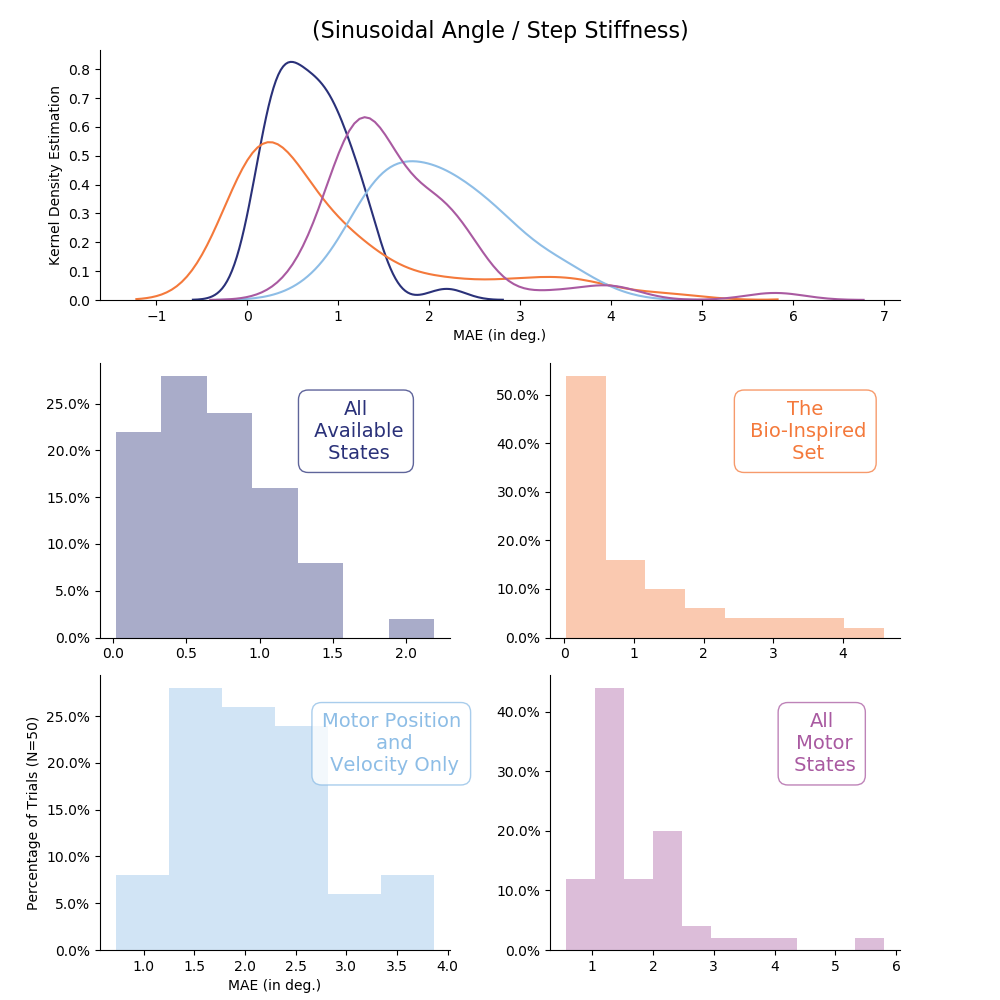 (Sinusoidal Angle / Step Stiffness)
Kernel Density Estimation
0.8
0.7
0.6
0.5
0.4
0.3
0.2
0.1
0.0
−1 0 1 2 3 4 5 6 7
MAE (in deg.)
25.0%
20.0%
15.0%
10.0%
5.0%
0.0%
0.0 0.5 1.0 1.5 2.0
All
Available
States
50.0%
40.0%
30.0%
20.0%
10.0%
0.0%
0 1 2 3 4
The
Bio-Inspired
Set
Percentage of Trials (N=50)
25.0%
20.0%
15.0%
10.0%
5.0%
0.0%
1.0 1.5 2.0 2.5 3.0 3.5 4.0
MAE (in deg.)
Motor Position
and
Velocity Only
40.0%
30.0%
20.0%
10.0%
0.0%
1 2 3 4 5 6
All
Motor
States